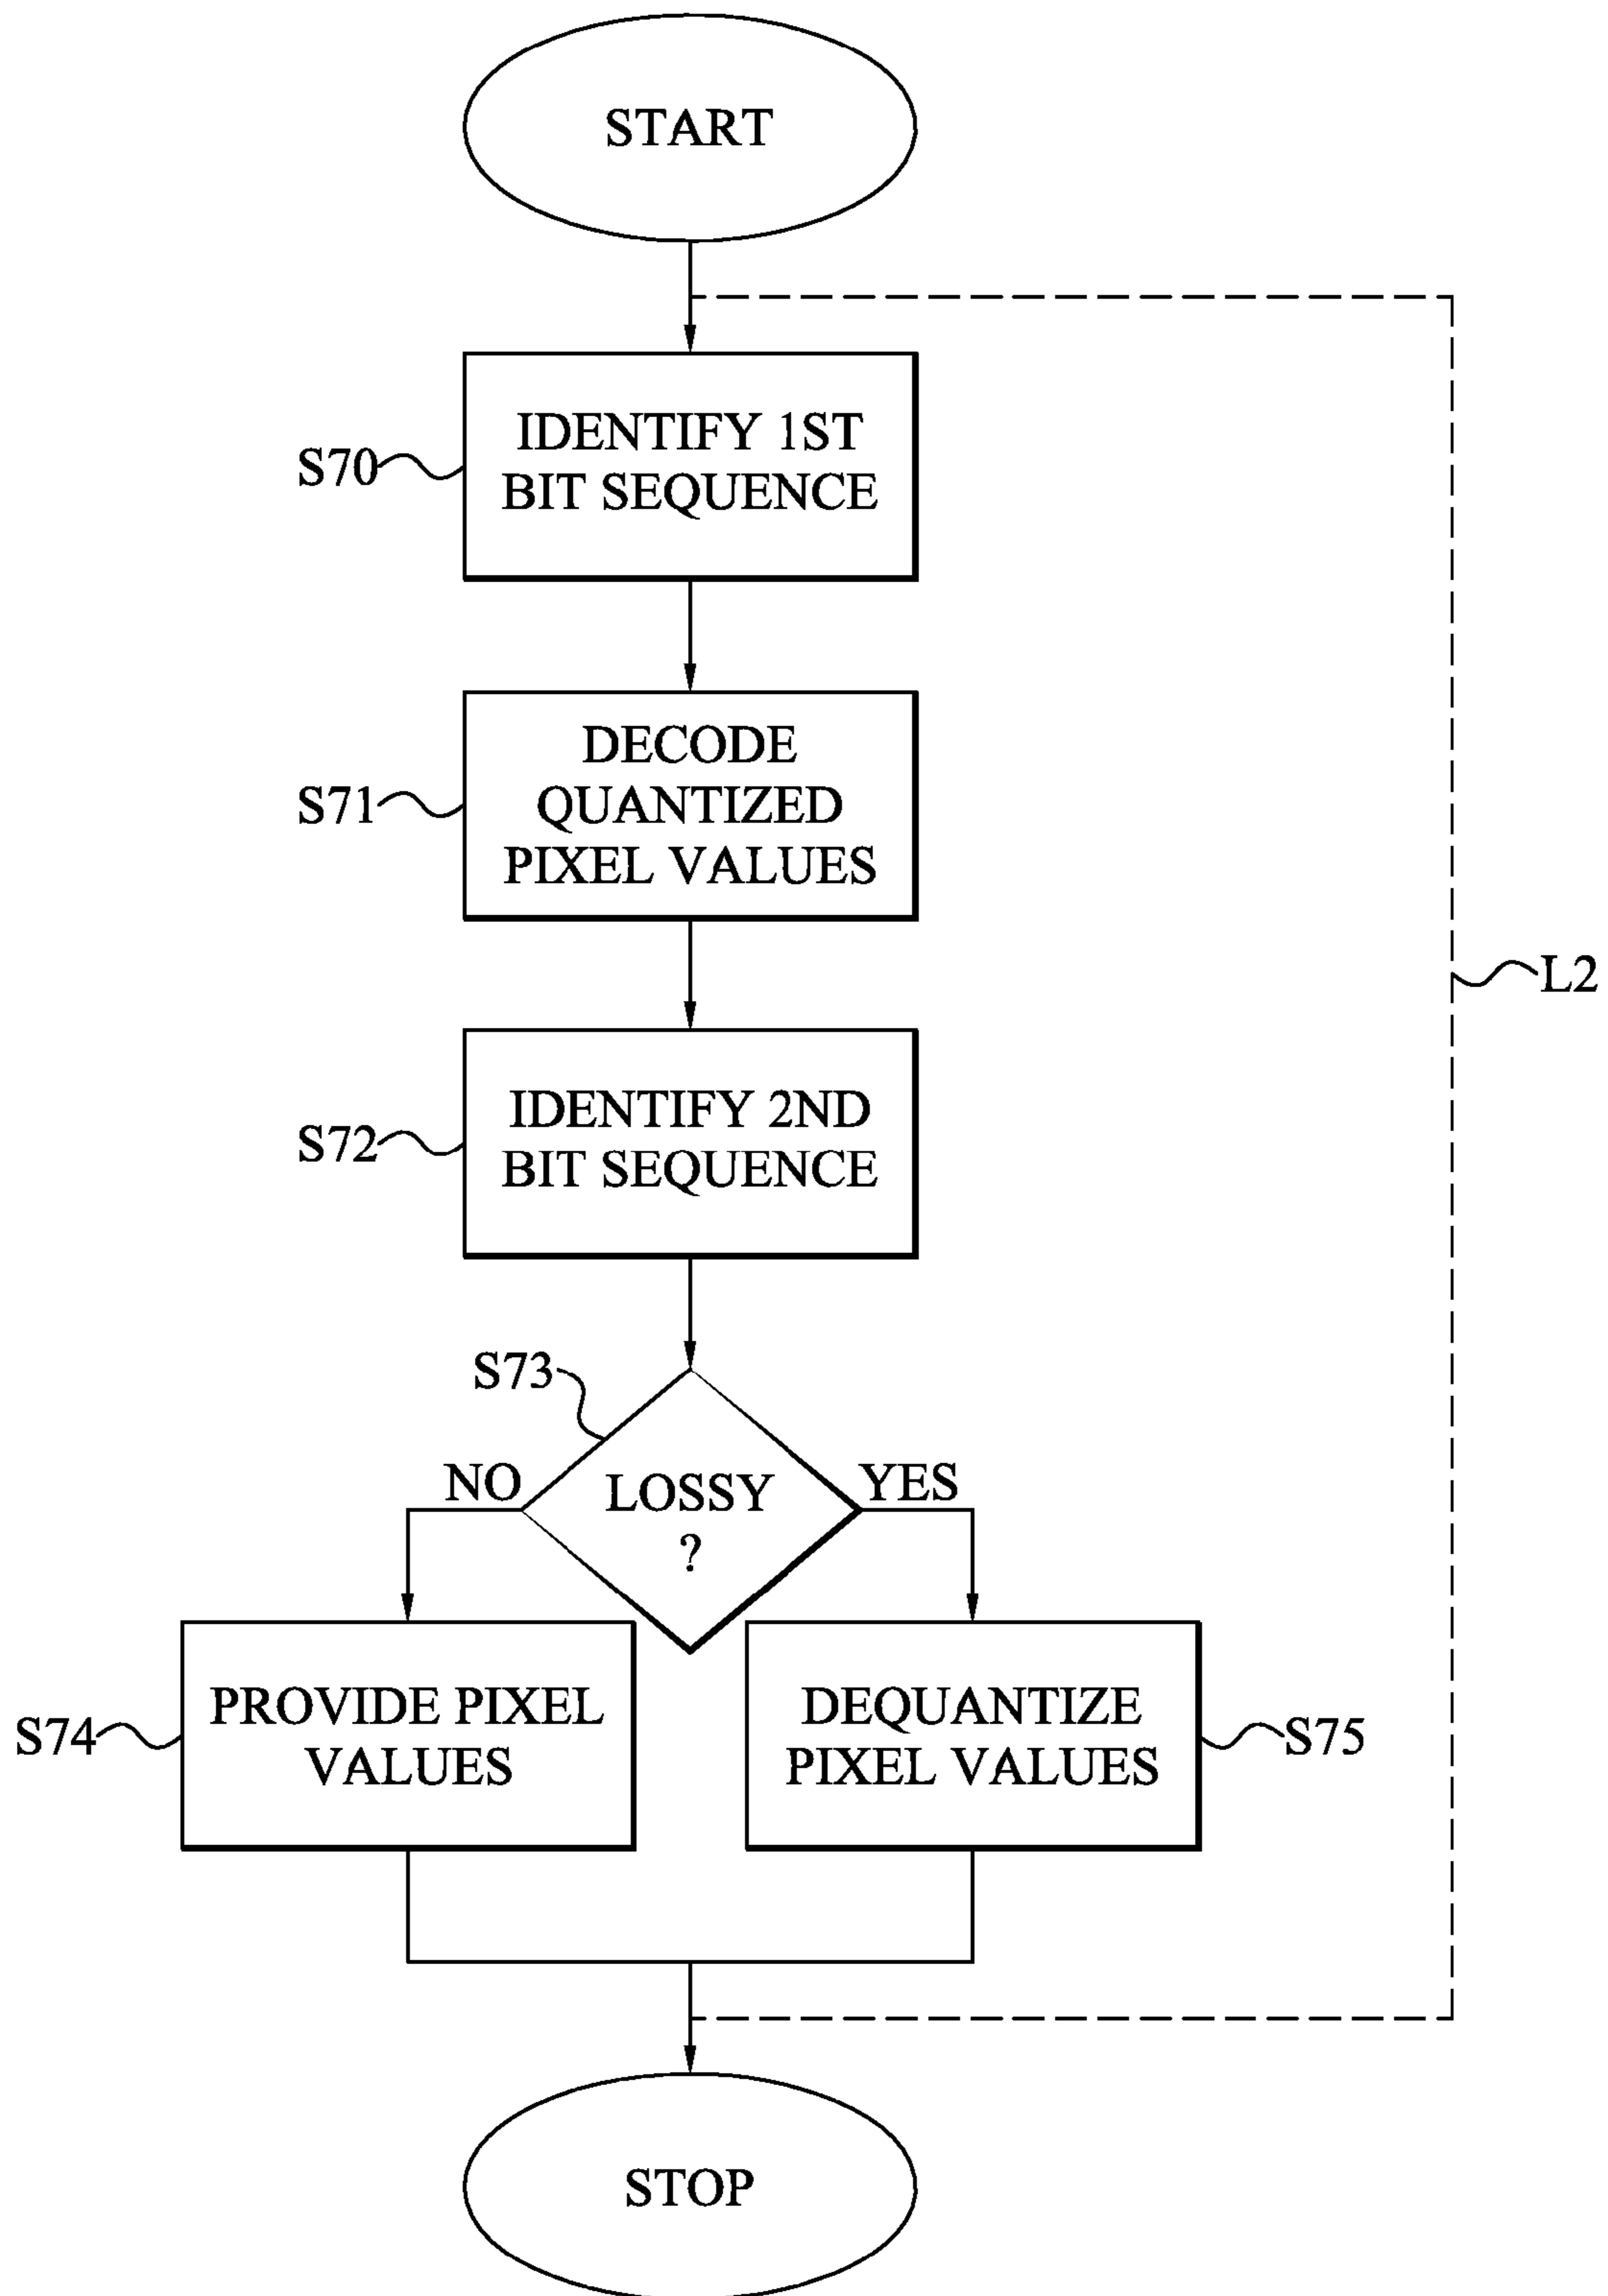 START
IDENTIFY 1ST
BIT SEQUENCE
S70
DECODE
QUANTIZED
PIXEL VALUES
S71
L2
IDENTIFY 2ND
BIT SEQUENCE
S72
S73
NO
LOSSY
?
YES
PROVIDE PIXEL
VALUES
S74
DEQUANTIZE
PIXEL VALUES
S75
STOP